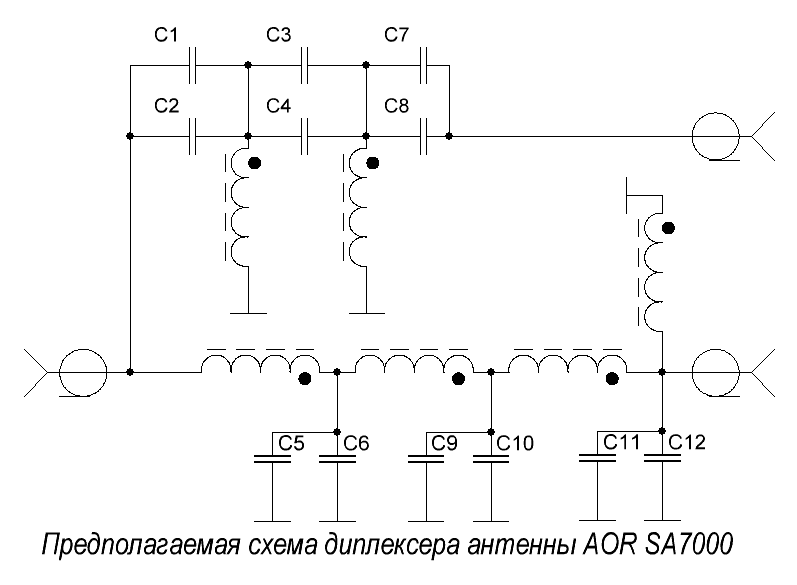 C1 C3 C7
C2 C4 C8
C5 C6 C9 C10 C11 C12
Предполагаемая схема диплексера антенны AOR SA7000